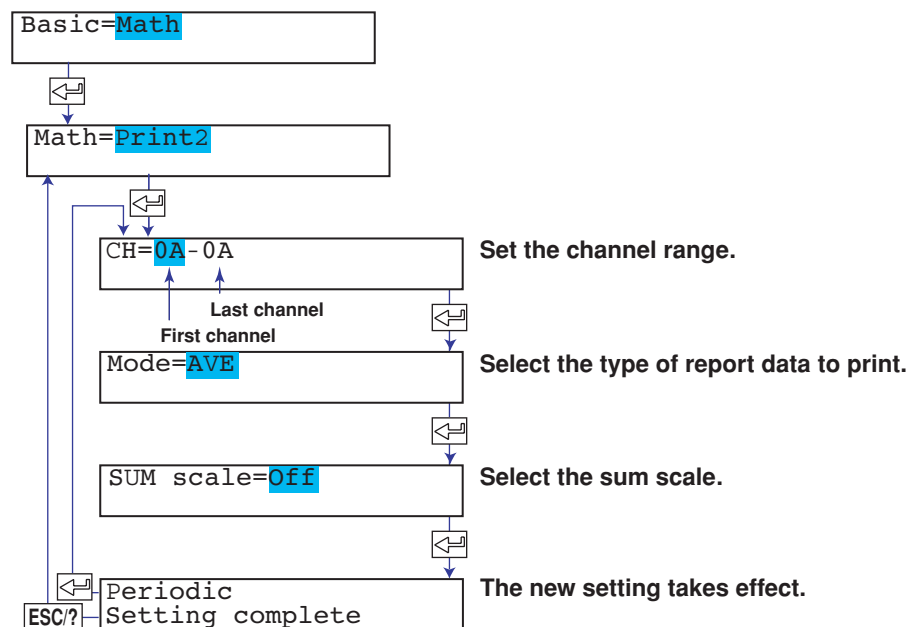 Basic=Math
Math=Print2
CH=0A-0A
Set the channel range.
Last channel
First channel
Mode=AVE
Select the type of report data to print.
SUM scale=Off
Select the sum scale.
Periodic
The new setting takes effect.
ESC/?
Setting complete